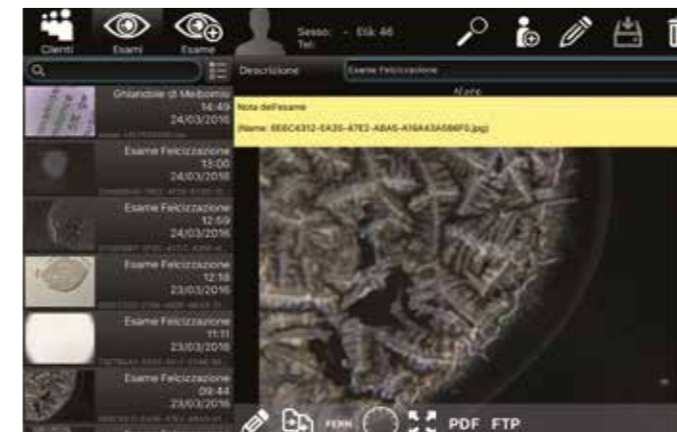 Clienti
Esami
Esame
Sesso: - Età: 46
Tel:
Descrizione
Esame Felcizzazione
Nota dell'esame
Ghiandole di Meibomio
14:49
24/03/2016
Esame Felcizzazione
13:00
24/03/2016
Esame Felcizzazione
12:59
24/03/2016
Esame Felcizzazione
12:18
23/03/2016
Esame Felcizzazione
11:11
23/03/2016
Esame Felcizzazione
09:44
23/03/2016
FERN
PDF FTP